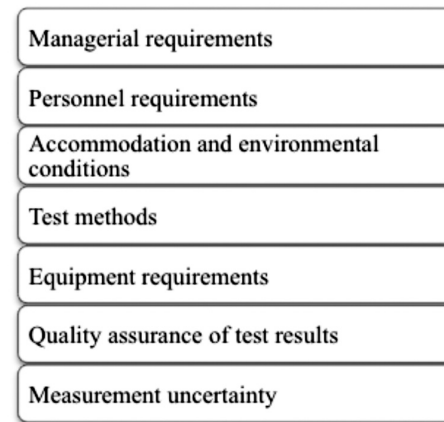 Managerial requirements
Personnel requirements
Accommodation and environmental
conditions
Test methods
Equipment requirements
Quality assurance of test results
Measurement uncertainty